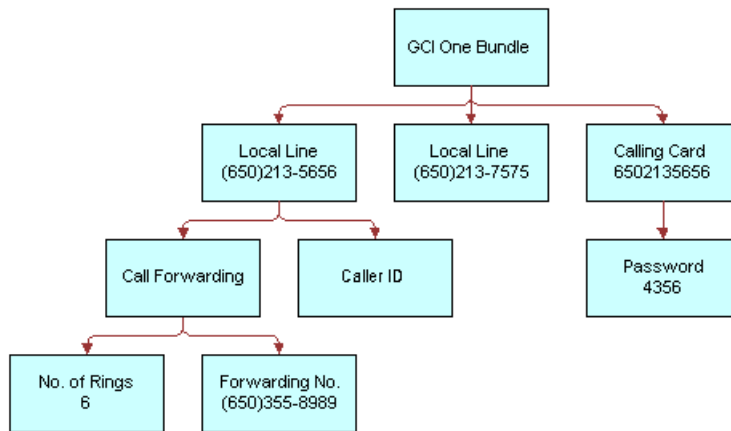 GCI One Bundle
Local Line
(650)213-5656
Local Line
(650)213-7575
Calling Card
6502135656
Call Forwarding
Caller ID
Password
4356
No. of Rings
6
Forwarding No.
(650)355-8989